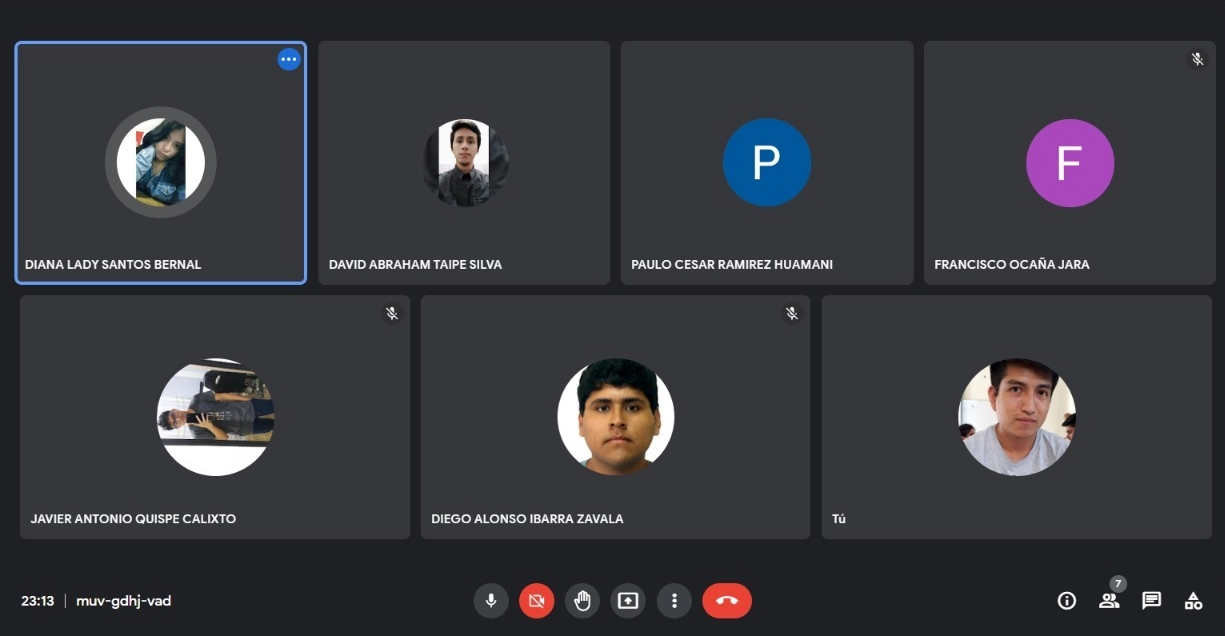 DIANA LADY SANTOS BERNAL
DAVID ABRAHAM TAIPE SILVA
P
PAULO CESAR RAMIREZ HUAMANI
F
FRANCISCO OCAÑA JARA
JAVIER ANTONIO QUISPE CALIXTO
DIEGO ALONSO IBARRA ZAVALA
Tú
23:13 | muv-gdhj-vad
7